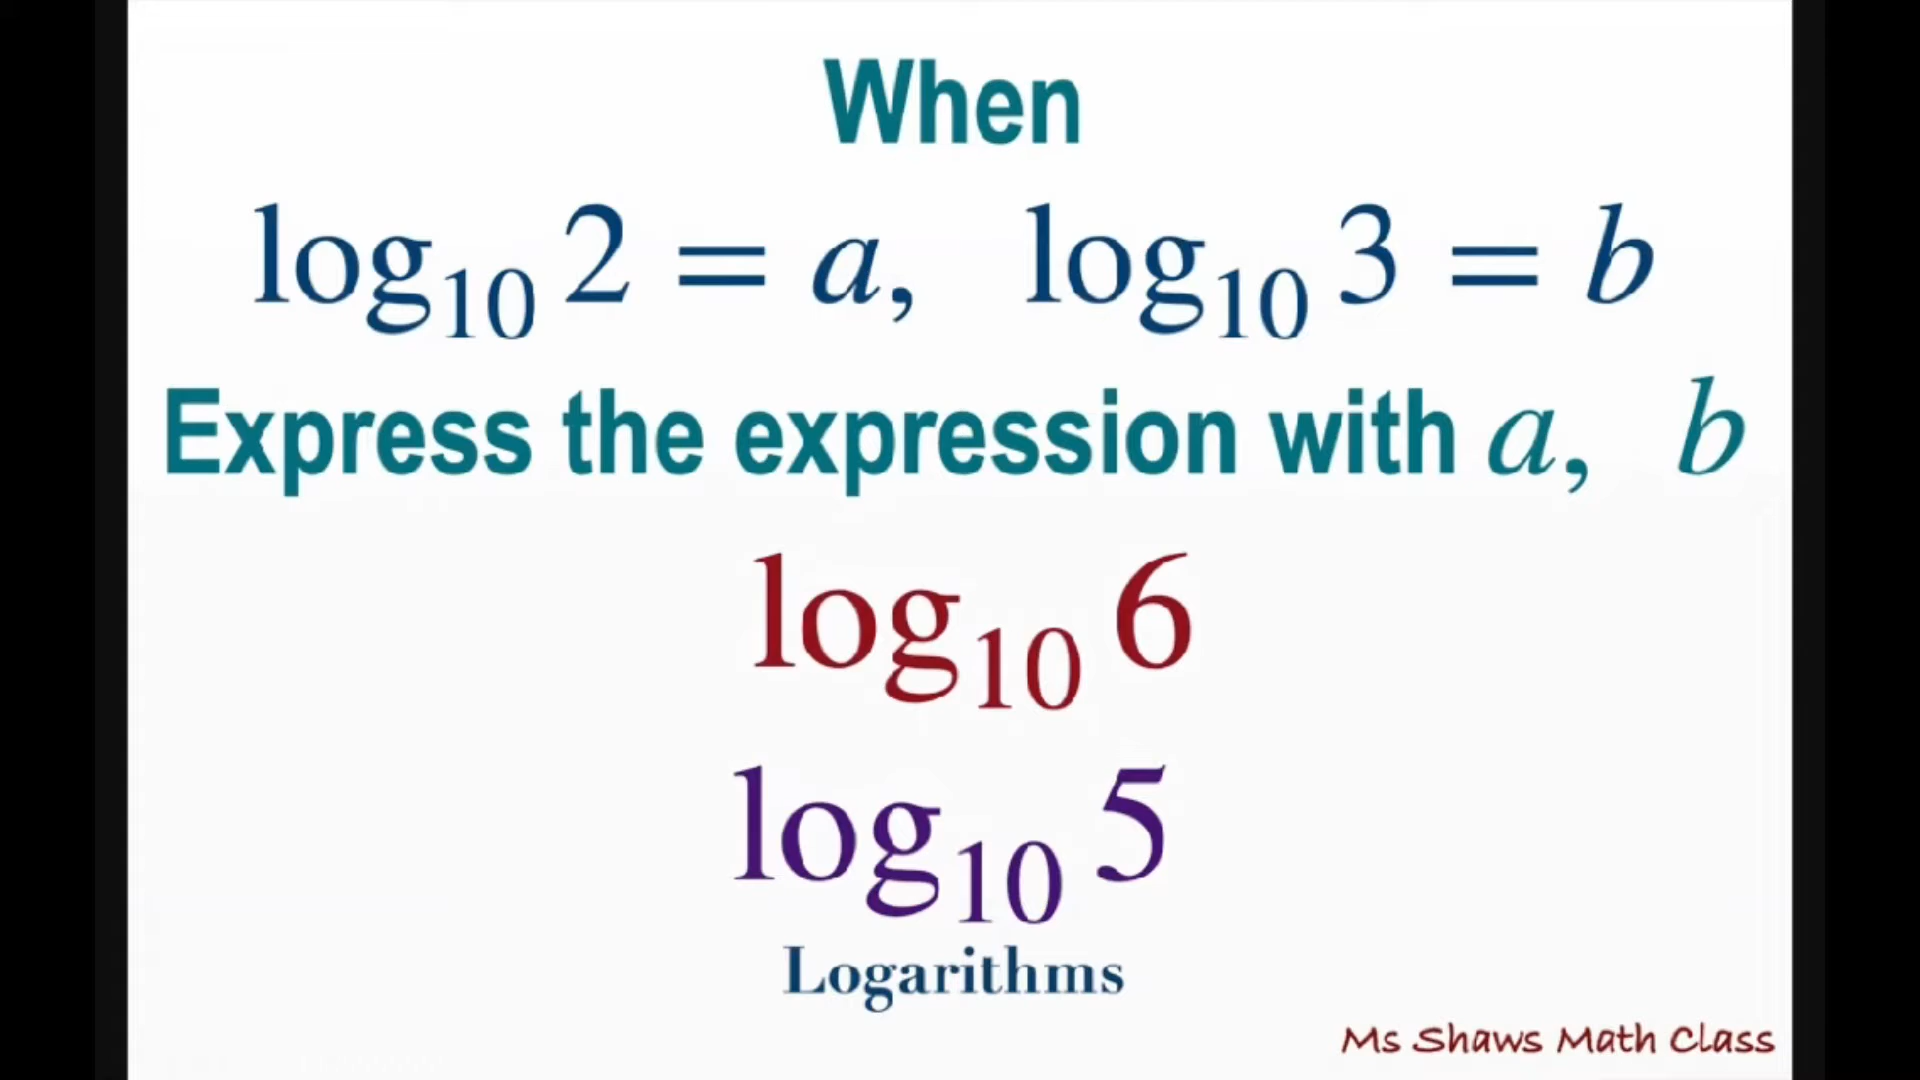 When
log₁₀ 2 = a, log₁₀ 3 = b
Express the expression with a, b
log₁₀ 6
log₁₀ 5
Logarithms
Ms Shaws Math Class